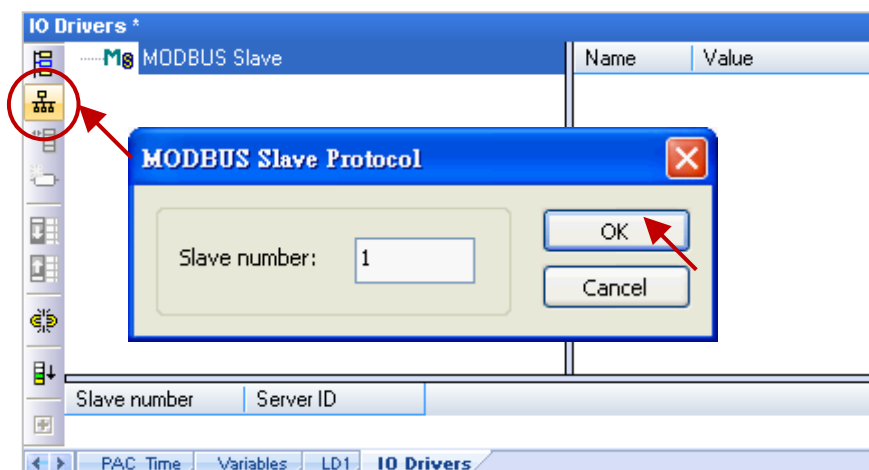 IO Drivers *
MODBUS Slave
Name Value
MODBUS Slave Protocol
Slave number: 1
OK
Cancel
Slave number Server ID
PAC_Time Variables LD1 IO Drivers